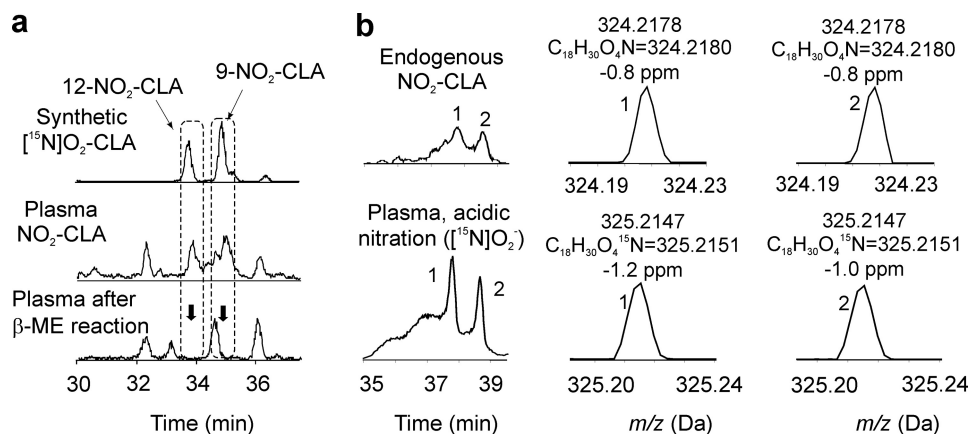 a
12-NO₂-CLA
9-NO₂-CLA
Synthetic
[¹⁵N]O₂-CLA
Plasma
NO₂-CLA
Plasma after
β-ME reaction
30 32 34 36
Time (min)
b
Endogenous
NO₂-CLA
1 2
37 39
Plasma, acidic
nitration ([¹⁵N]O₂⁻)
1 2
35 37 39
Time (min)
324.2178
C₁₈H₃₀O₄N=324.2180
-0.8 ppm
1
324.19 324.23
324.2178
C₁₈H₃₀O₄N=324.2180
-0.8 ppm
2
324.19 324.23
325.2147
C₁₈H₃₀O₄¹⁵N=325.2151
-1.2 ppm
1
325.20 325.24
m/z (Da)
325.2147
C₁₈H₃₀O₄¹⁵N=325.2151
-1.0 ppm
2
325.20 325.24
m/z (Da)